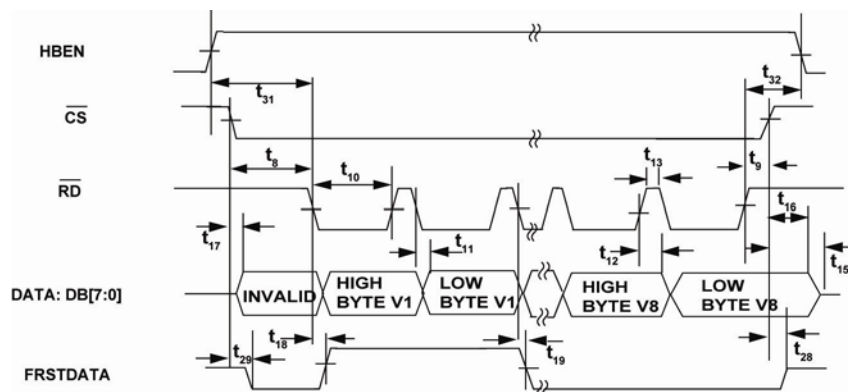 HBEN
t31
t32
CS
t8
t10
t13
t9
RD
t16
t17
t11
t12
t15
DATA: DB[7:0]
INVALID
HIGH BYTE V1
LOW BYTE V1
HIGH BYTE V8
LOW BYTE V8
t29
t18
t19
t28
FRSTDATA